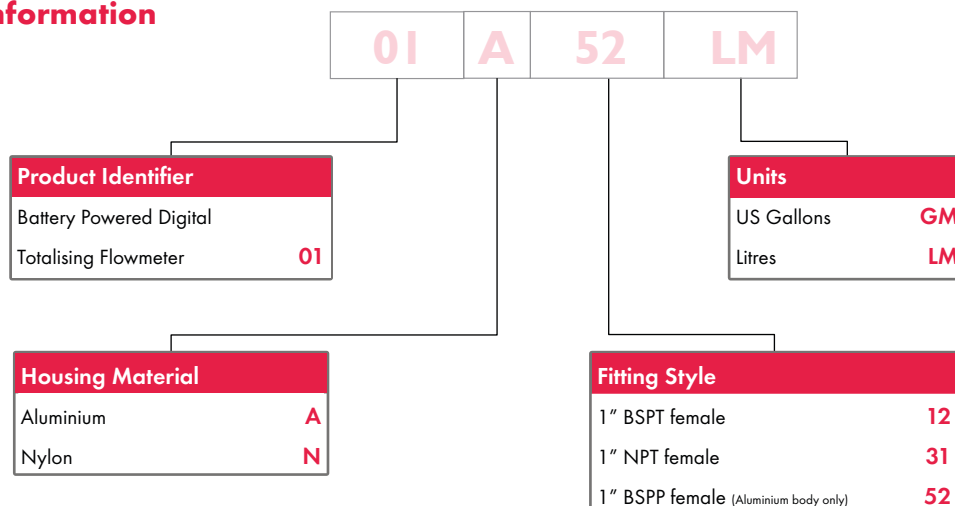 nformation
01 A 52 LM
Product Identifier
Battery Powered Digital
Totalising Flowmeter 01
Units
US Gallons GM
Litres LM
Housing Material
Aluminium A
Nylon N
Fitting Style
1” BSPT female 12
1” NPT female 31
1” BSPP female (Aluminium body only) 52